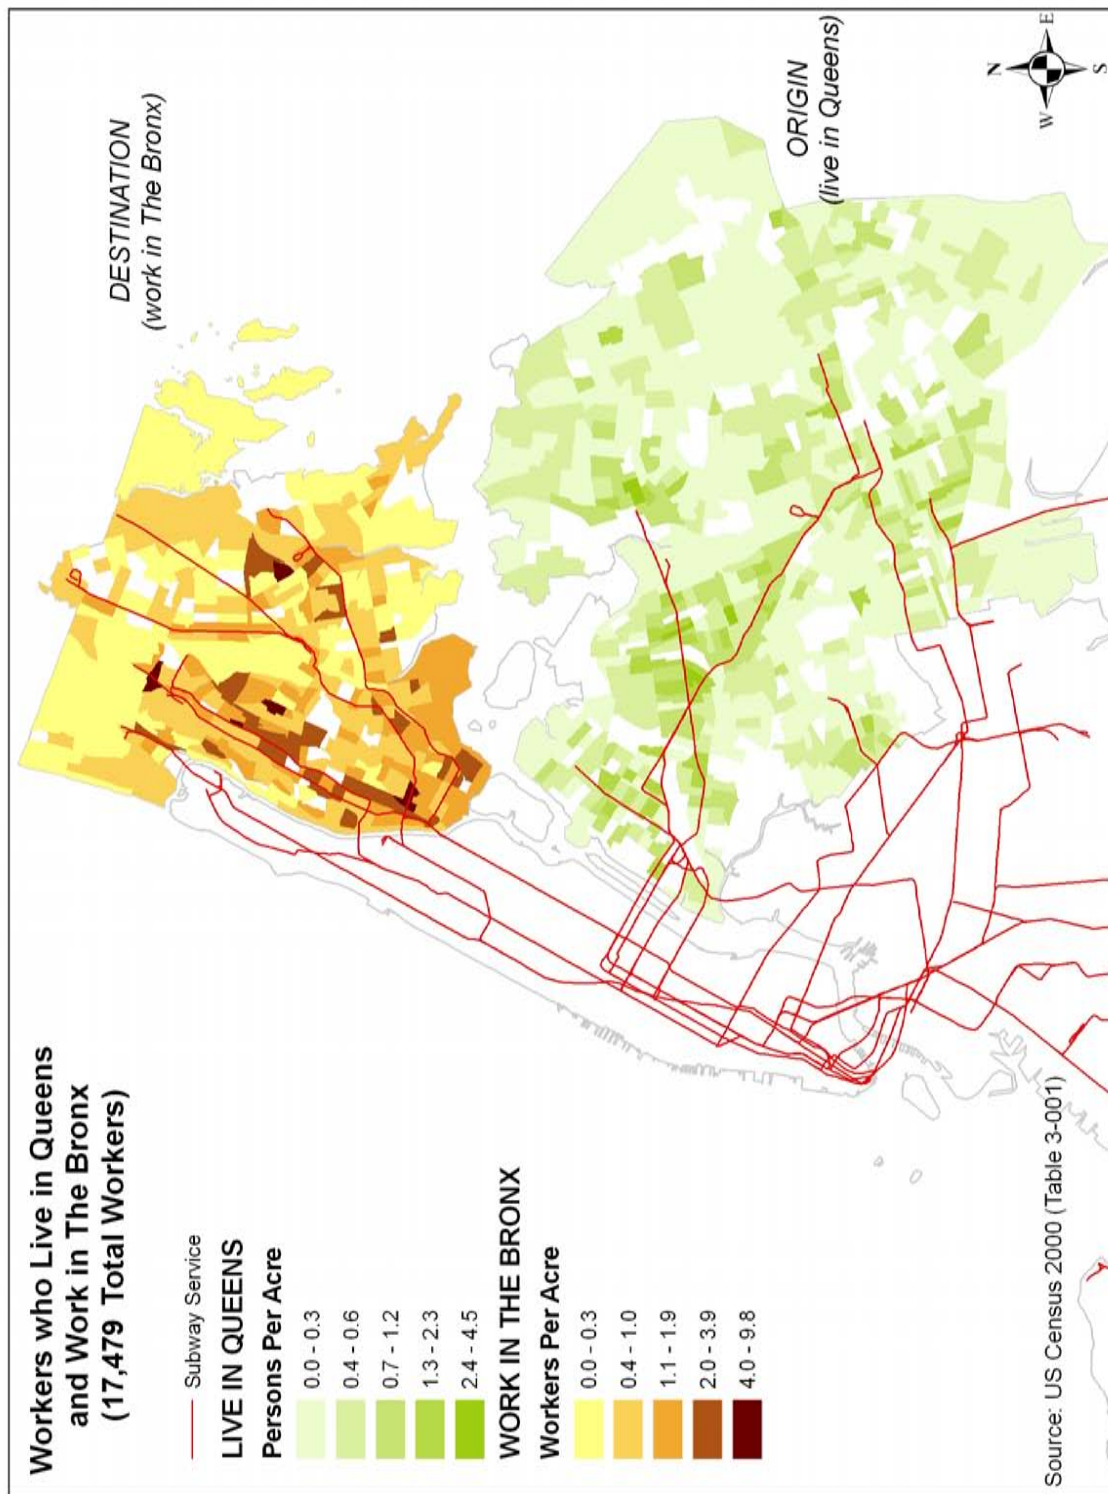 Workers who Live in Queens
and Work in The Bronx
(17,479 Total Workers)
Subway Service
LIVE IN QUEENS
Persons Per Acre
0.0 - 0.3
0.4 - 0.6
0.7 - 1.2
1.3 - 2.3
2.4 - 4.5
WORK IN THE BRONX
Workers Per Acre
0.0 - 0.3
0.4 - 1.0
1.1 - 1.9
2.0 - 3.9
4.0 - 9.8
Source: US Census 2000 (Table 3-001)
DESTINATION
(work in The Bronx)
ORIGIN
(live in Queens)
N
W
E
S